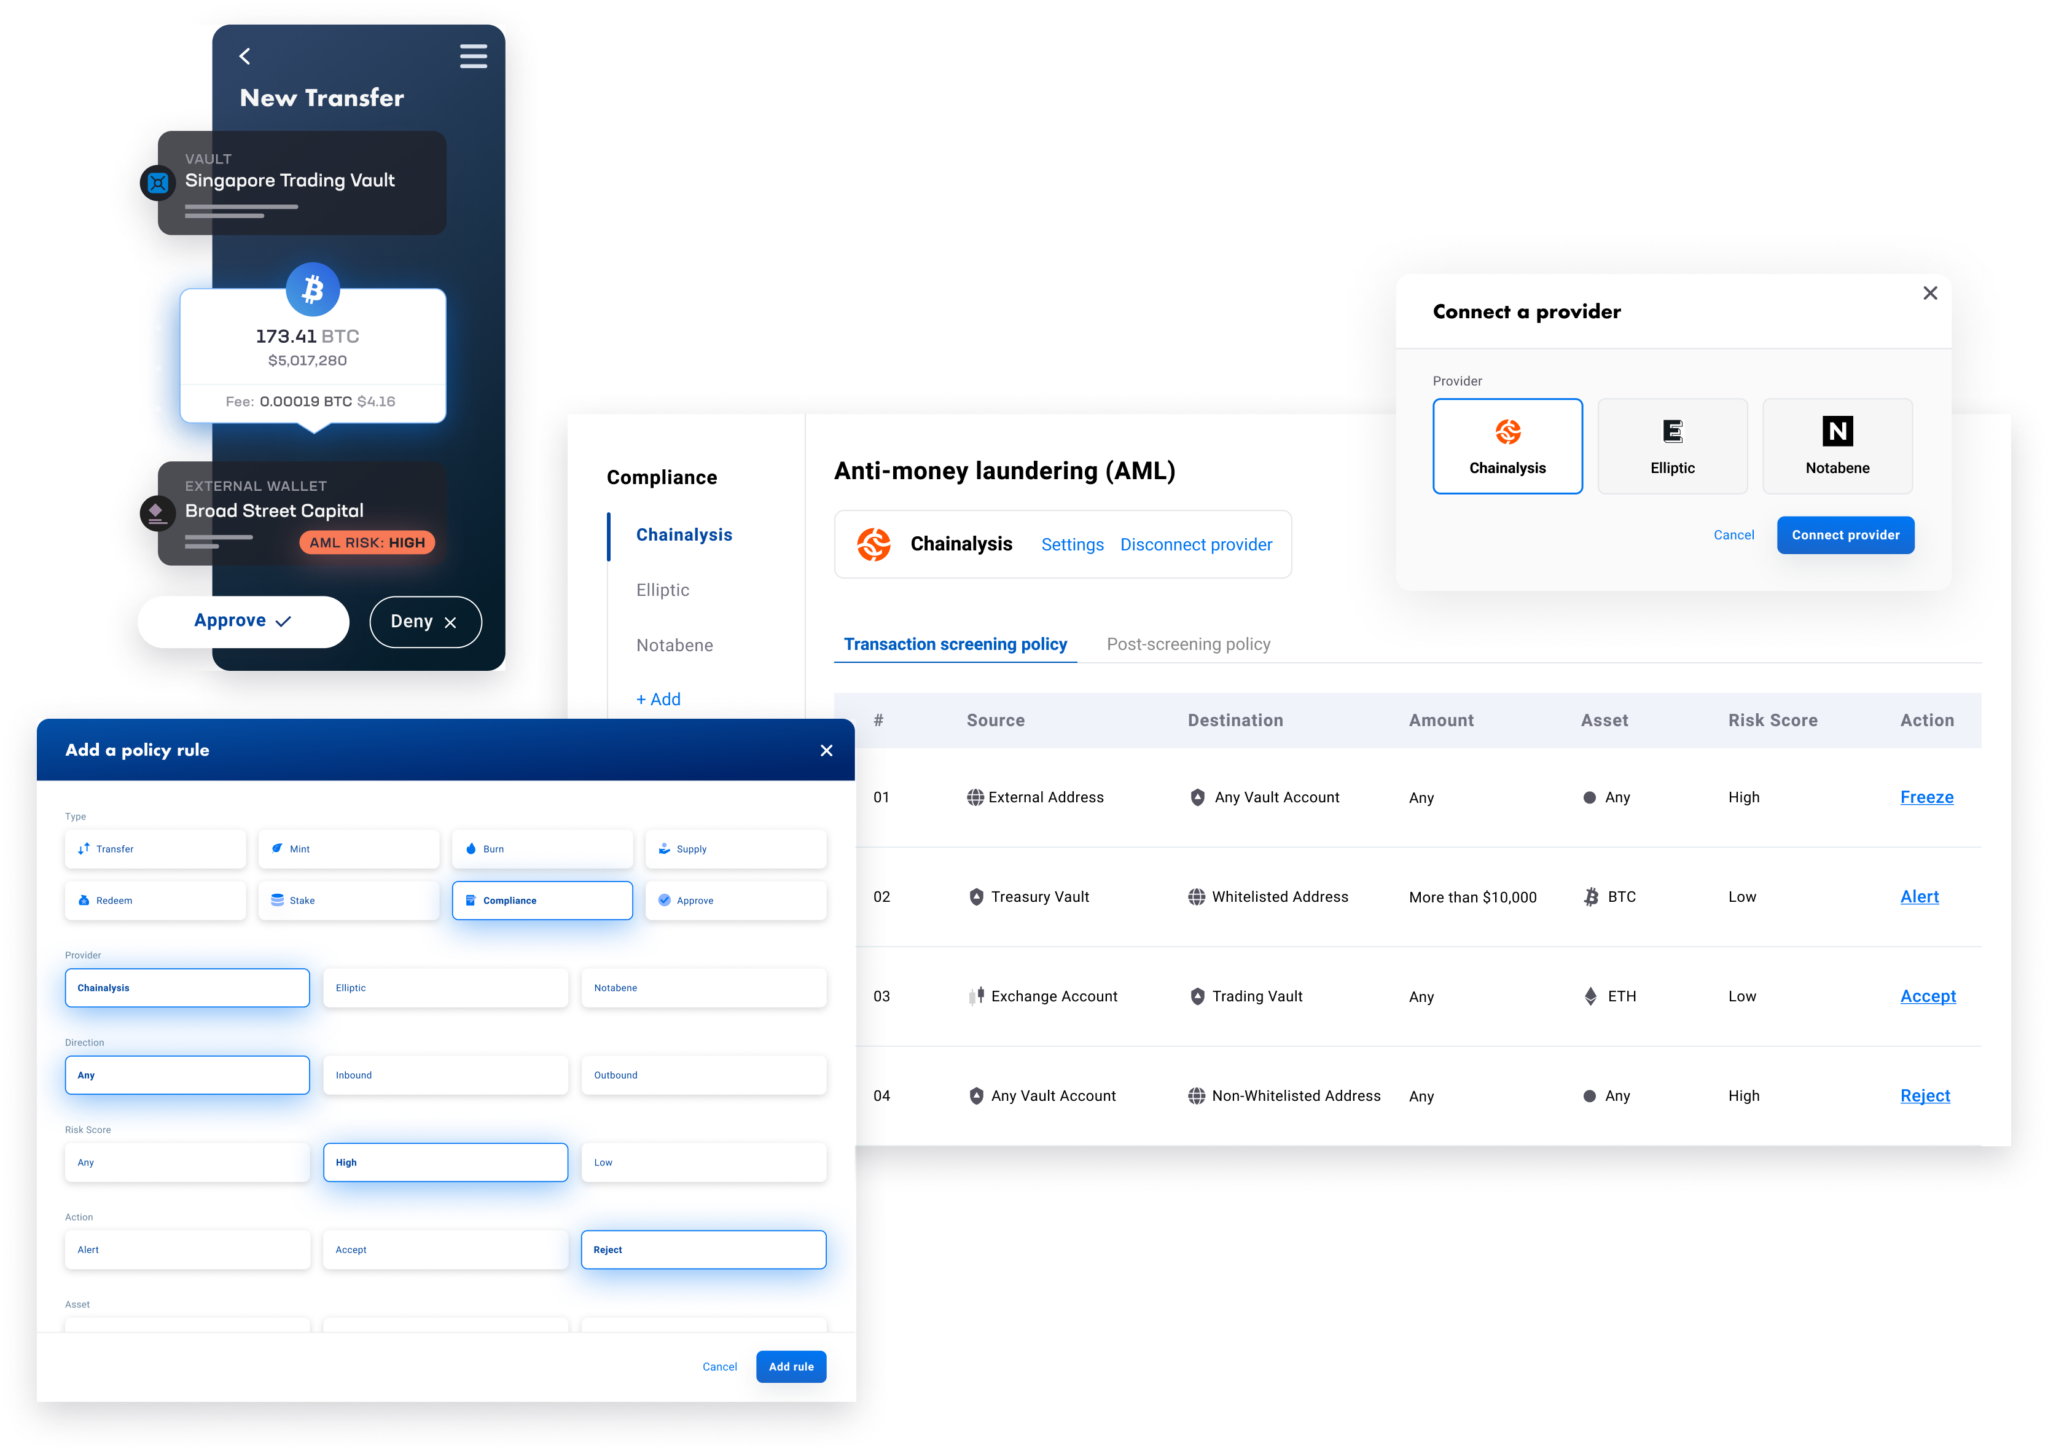 New Transfer
VAULT
Singapore Trading Vault
173.41 BTC
$5,017,280
Fee: 0.00019 BTC $4.16
EXTERNAL WALLET
Broad Street Capital
AML RISK: HIGH
Approve
Deny
Connect a provider
Provider
Chainalysis
Elliptic
Notabene
Cancel
Connect provider
Compliance
Chainalysis
Elliptic
Notabene
+ Add
Anti-money laundering (AML)
Chainalysis Settings Disconnect provider
Transaction screening policy Post-screening policy
# Source Destination Amount Asset Risk Score Action
01 External Address Any Vault Account Any Any High Freeze
02 Treasury Vault Whitelisted Address More than $10,000 BTC Low Alert
03 Exchange Account Trading Vault Any ETH Low Accept
04 Any Vault Account Non-Whitelisted Address Any Any High Reject
Add a policy rule
Type
Transfer Mint Burn Supply
Redeem Stake Compliance Approve
Provider
Chainalysis Elliptic Notabene
Direction
Any Inbound Outbound
Risk Score
Any High Low
Action
Alert Accept Reject
Asset
Cancel Add rule